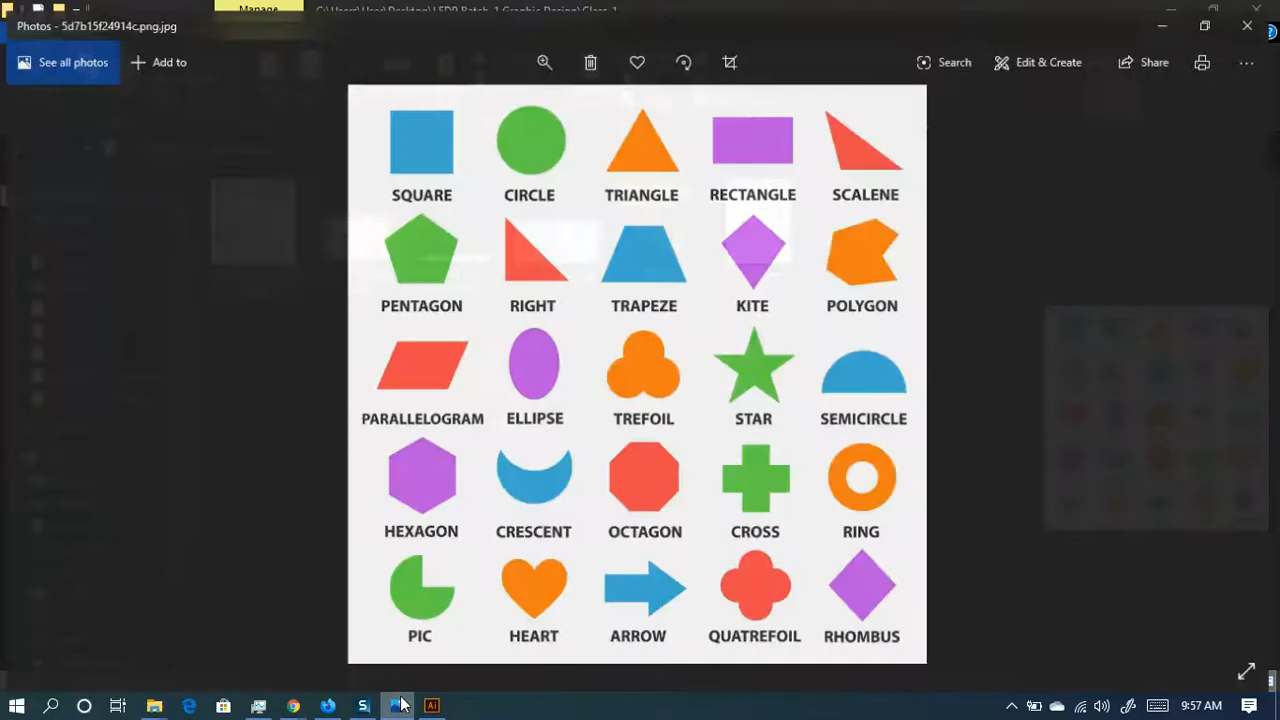 Manage
Photos - 5d7b15f24914c.png.jpg
See all photos
Add to
Search
Edit & Create
Share
SQUARE CIRCLE TRIANGLE RECTANGLE SCALENE
PENTAGON RIGHT TRAPEZE KITE POLYGON
PARALLELOGRAM ELLIPSE TREFOIL STAR SEMICIRCLE
HEXAGON CRESCENT OCTAGON CROSS RING
PIC HEART ARROW QUATREFOIL RHOMBUS
9:57 AM